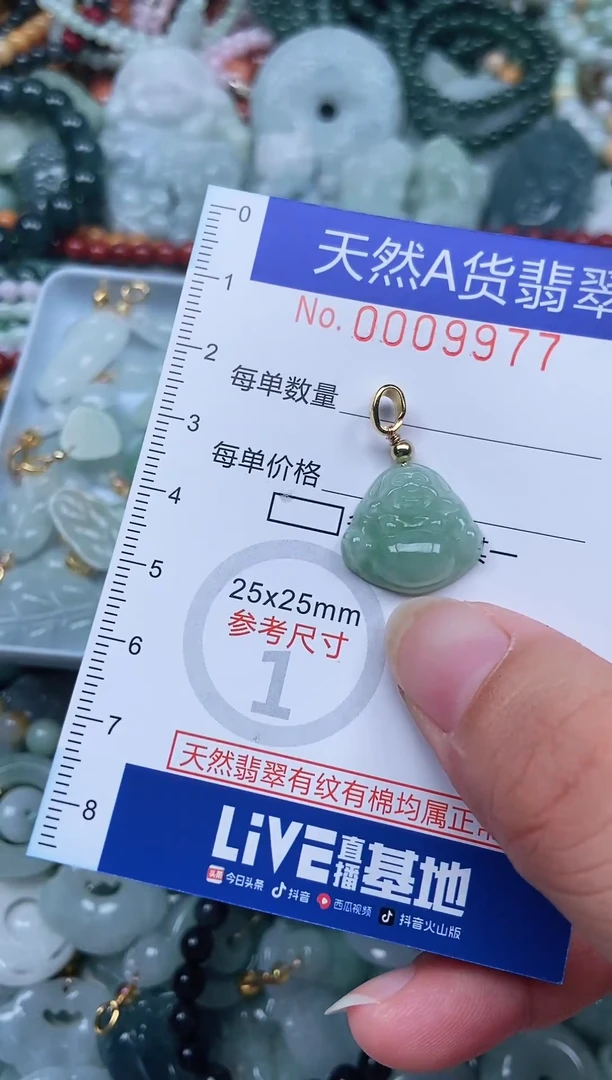 0
天然A货翡翠
1
No. 0009977
2
每单数量
3
每单价格
4
5
25x25mm
参考尺寸
1
6
7
天然翡翠有纹有棉均属正常
8
LiVE直播基地
今日头条 抖音 西瓜视频 抖音火山版